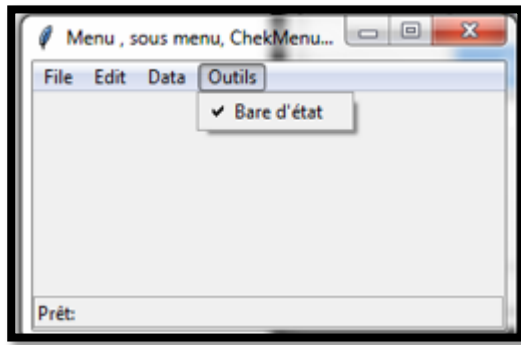 Menu , sous menu, ChekMenu...
File Edit Data Outils
Bare d'état
Prêt: